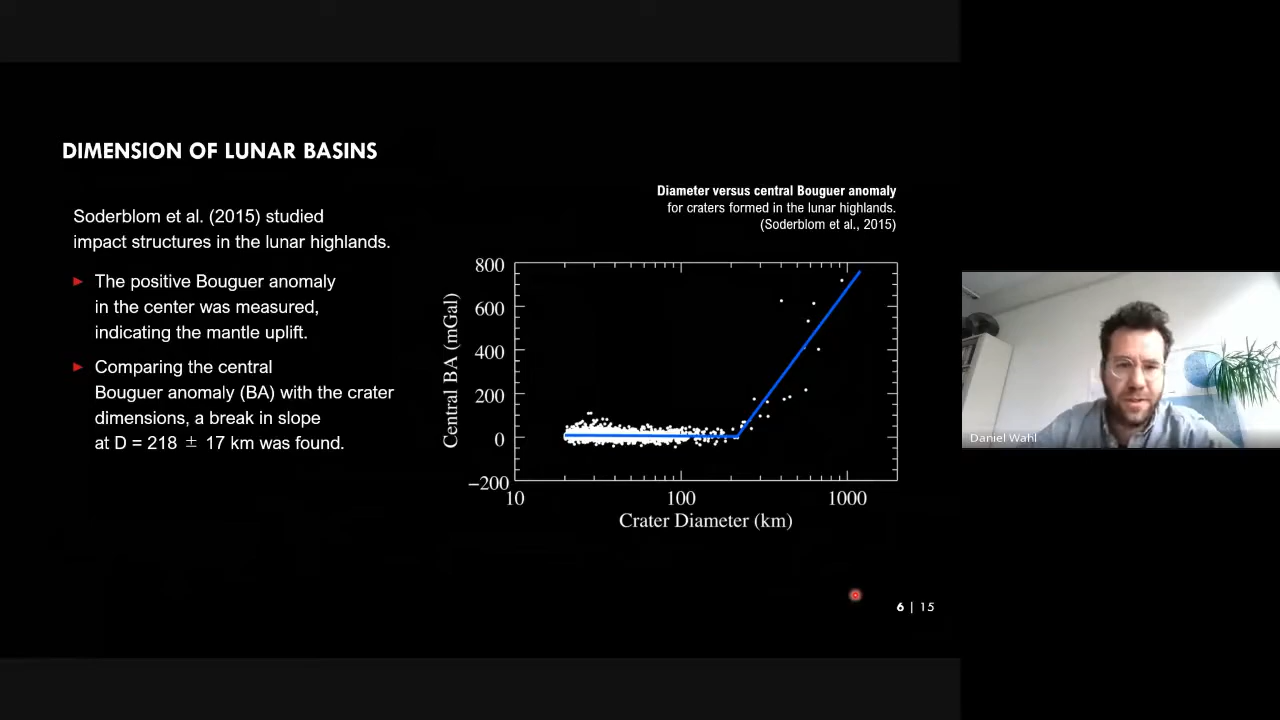 DIMENSION OF LUNAR BASINS
Soderblom et al. (2015) studied
impact structures in the lunar highlands.
The positive Bouguer anomaly
in the center was measured,
indicating the mantle uplift.
Comparing the central
Bouguer anomaly (BA) with the crater
dimensions, a break in slope
at D = 218 ± 17 km was found.
Diameter versus central Bouguer anomaly
for craters formed in the lunar highlands.
(Soderblom et al., 2015)
800
600
400
200
0
−200
Central BA (mGal)
10 100 1000
Crater Diameter (km)
6 | 15
Daniel Wahl